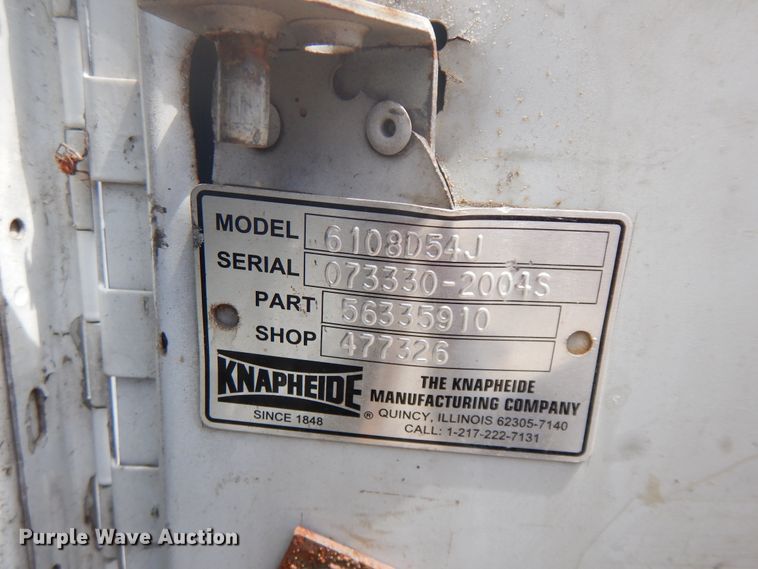 MODEL 6108D54J
SERIAL 073330-2004S
PART 56335910
SHOP 477326
KNAPHEIDE
SINCE 1848
®
THE KNAPHEIDE
MANUFACTURING COMPANY
QUINCY, ILLINOIS 62305-7140
CALL: 1-217-222-7131
Purple Wave Auction